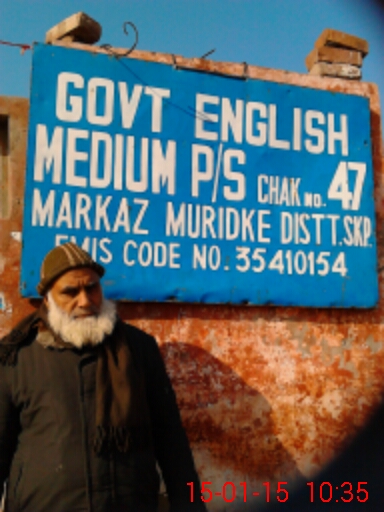 GOVT ENGLISH
MEDIUM P/S CHAK NO. 47
MARKAZ MURIDKE DISTT.SKP.
EMIS CODE NO. 35410154
15-01-15 10:35